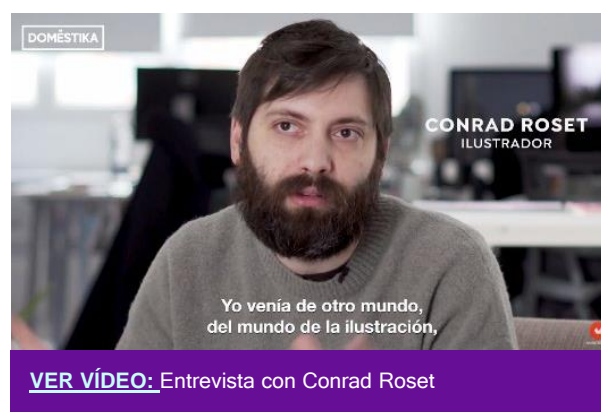 DOMĒSTIKA
CONRAD ROSET
ILUSTRADOR
Yo venía de otro mundo,
del mundo de la ilustración,
VER VÍDEO: Entrevista con Conrad Roset